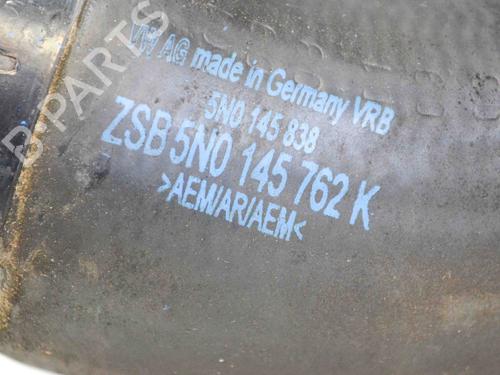 B-PARTS
VW AG made in Germany VRB
5N0 145 838
ZSB 5N0 145 762 K
>AEM/AR/AEM<